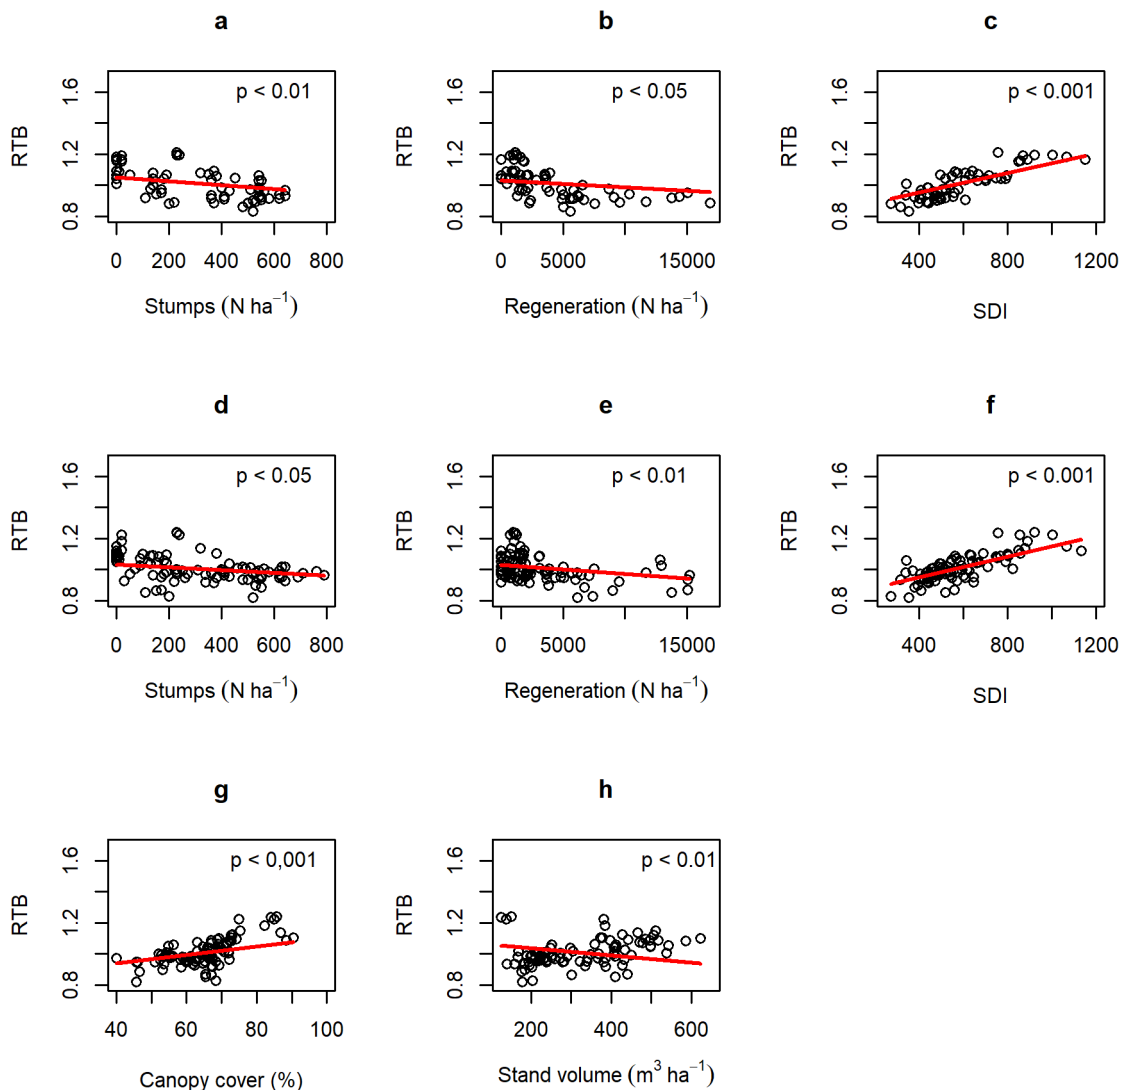 a
b
c
p < 0.01
p < 0.05
p < 0.001
RTB
RTB
RTB
0.8 1.2 1.6
0.8 1.2 1.6
0.8 1.2 1.6
0 200 400 600 800
0 5000 15000
400 800 1200
Stumps (N ha⁻¹)
Regeneration (N ha⁻¹)
SDI
d
e
f
p < 0.05
p < 0.01
p < 0.001
RTB
RTB
RTB
0.8 1.2 1.6
0.8 1.2 1.6
0.8 1.2 1.6
0 200 400 600 800
0 5000 15000
400 800 1200
Stumps (N ha⁻¹)
Regeneration (N ha⁻¹)
SDI
g
h
p < 0,001
p < 0.01
RTB
RTB
0.8 1.2 1.6
0.8 1.2 1.6
40 60 80 100
200 400 600
Canopy cover (%)
Stand volume (m³ ha⁻¹)